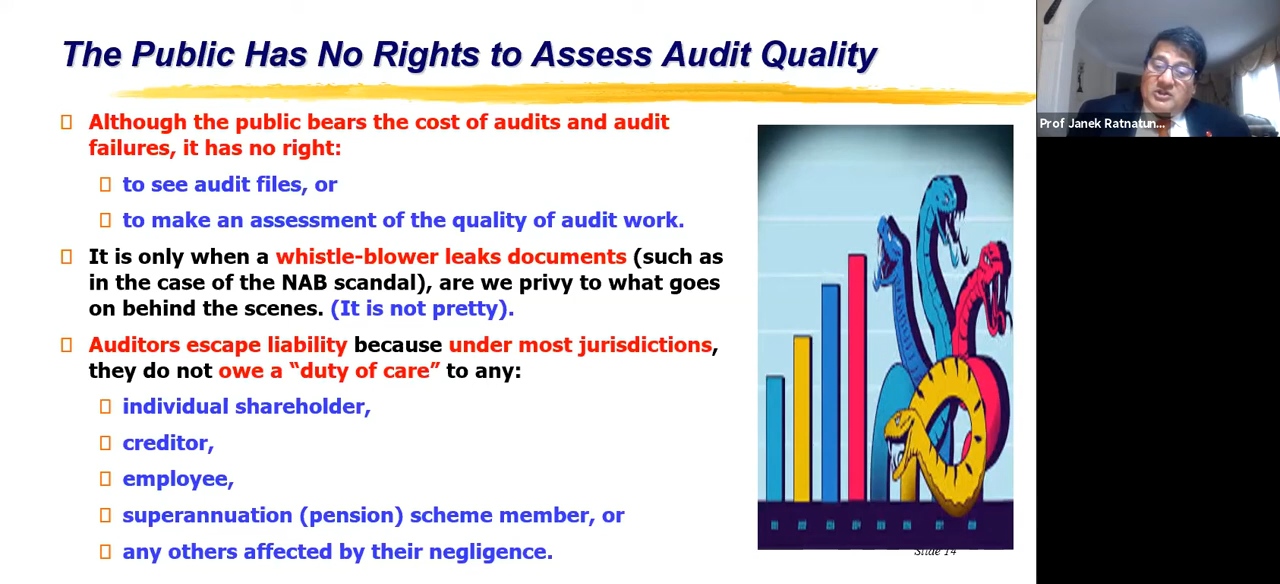 The Public Has No Rights to Assess Audit Quality
Although the public bears the cost of audits and audit
failures, it has no right:
to see audit files, or
to make an assessment of the quality of audit work.
It is only when a whistle-blower leaks documents (such as
in the case of the NAB scandal), are we privy to what goes
on behind the scenes. (It is not pretty).
Auditors escape liability because under most jurisdictions,
they do not owe a “duty of care” to any:
individual shareholder,
creditor,
employee,
superannuation (pension) scheme member, or
any others affected by their negligence.
Slide 14
Prof Janek Ratnatun...